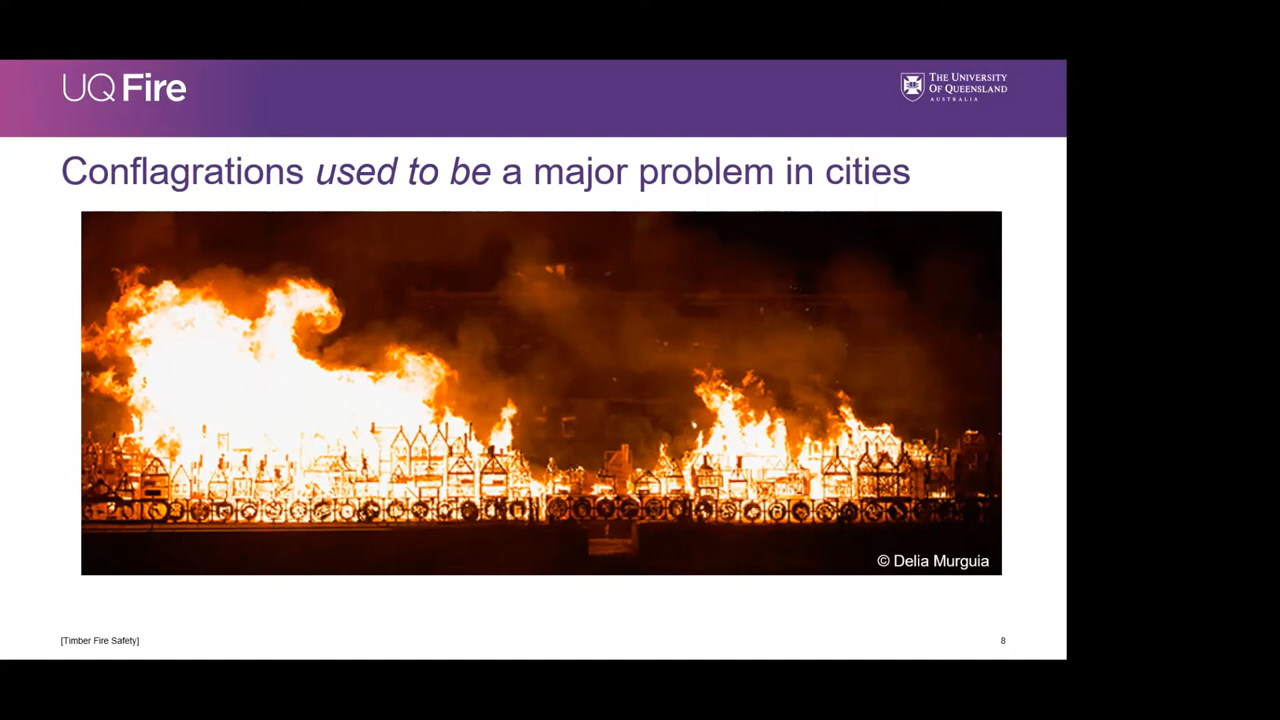 UQ Fire
THE UNIVERSITY
OF QUEENSLAND
AUSTRALIA
Conflagrations used to be a major problem in cities
© Delia Murguia
[Timber Fire Safety]
8